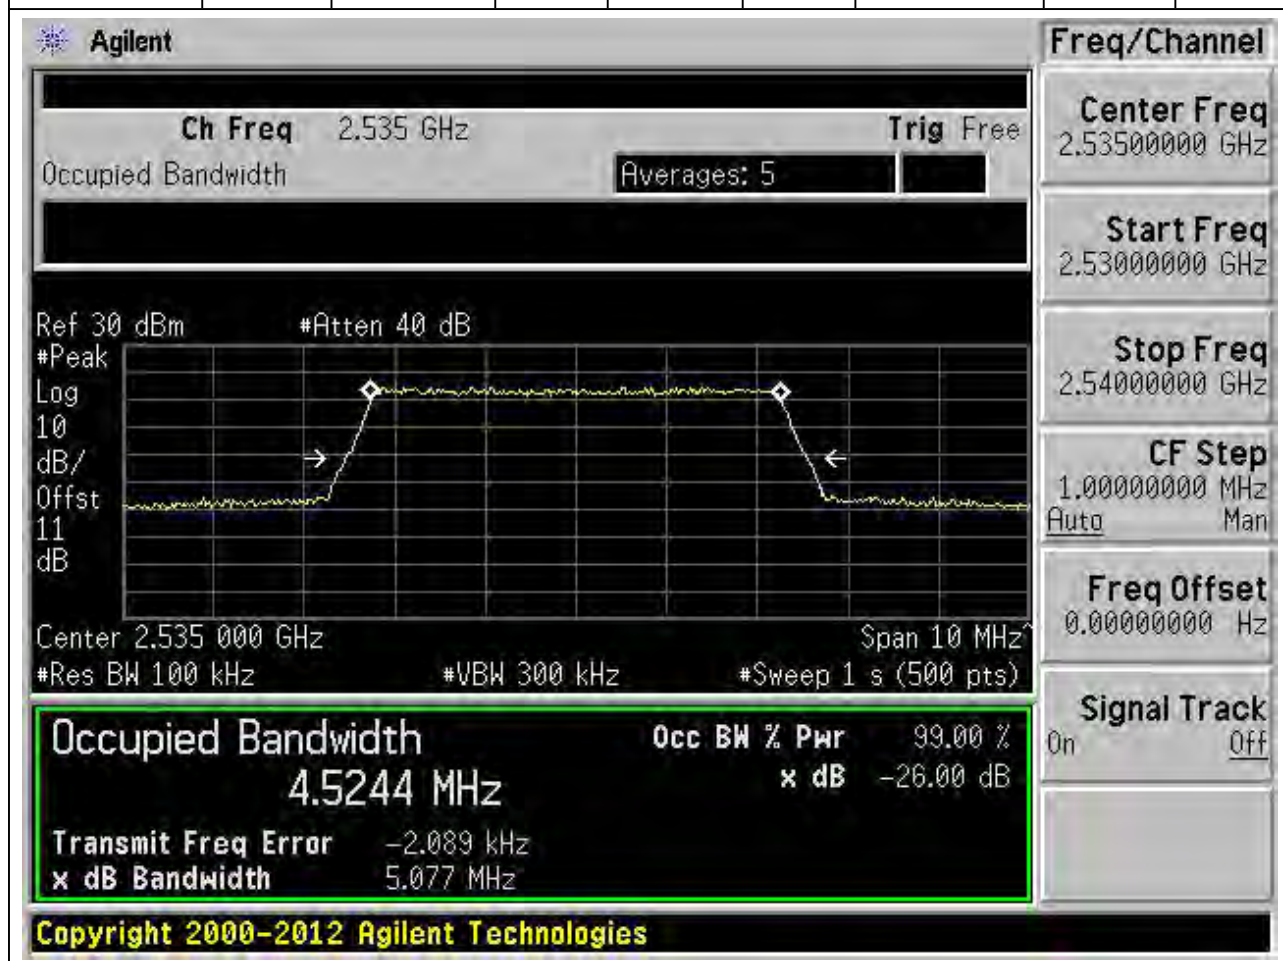 Agilent
Freq/Channel
Ch Freq 2.535 GHz Trig Free
Occupied Bandwidth Averages: 5
Center Freq
2.53500000 GHz
Start Freq
2.53000000 GHz
Stop Freq
2.54000000 GHz
CF Step
1.00000000 MHz
Auto Man
Freq Offset
0.00000000 Hz
Signal Track
On Off
Ref 30 dBm #Atten 40 dB
#Peak
Log
10
dB/
Offst
11
dB
Center 2.535 000 GHz Span 10 MHz^
#Res BW 100 kHz #VBW 300 kHz #Sweep 1 s (500 pts)
Occupied Bandwidth Occ BW % Pwr 99.00 %
4.5244 MHz x dB -26.00 dB
Transmit Freq Error -2.089 kHz
x dB Bandwidth 5.077 MHz
Copyright 2000-2012 Agilent Technologies